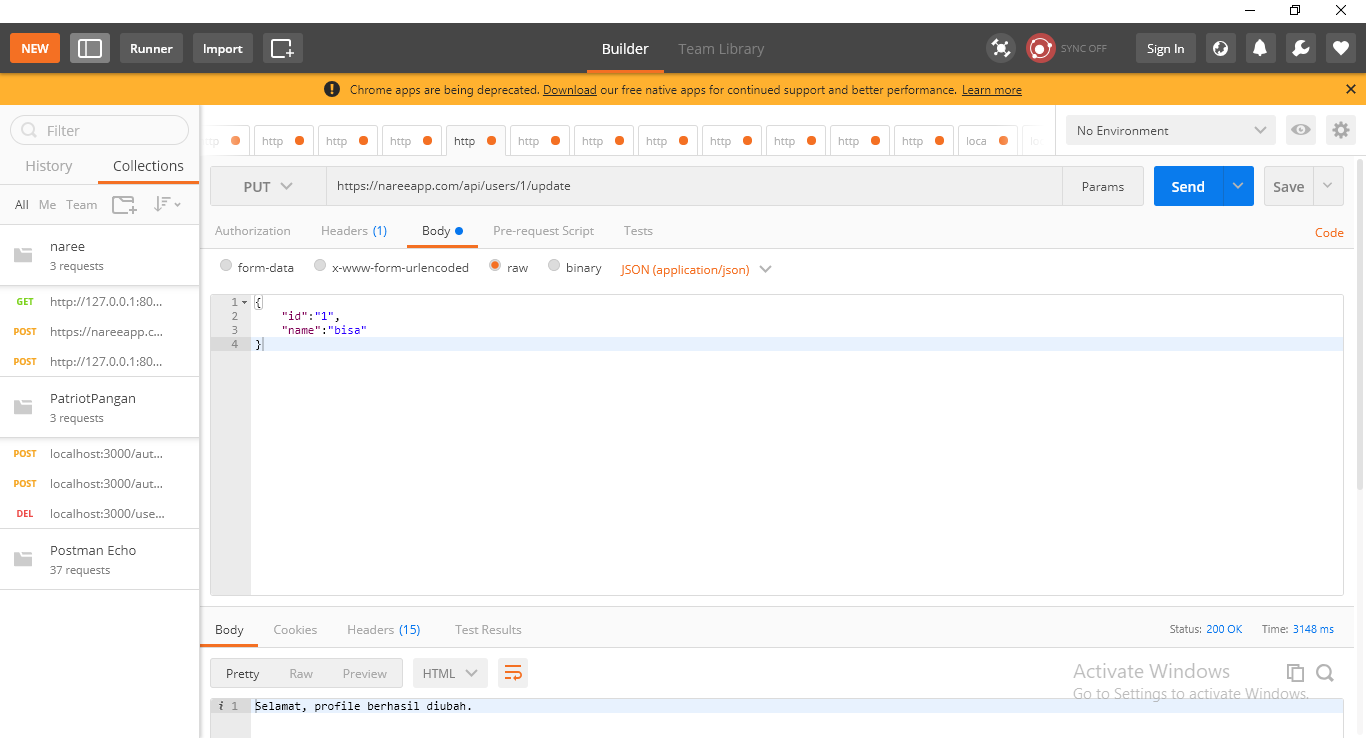 NEW Runner Import Builder Team Library SYNC OFF Sign In
! Chrome apps are being deprecated. Download our free native apps for continued support and better performance. Learn more
Filter
History Collections
All Me Team
naree
3 requests
GET http://127.0.0.1:80...
POST https://nareeapp.c...
POST http://127.0.0.1:80...
PatriotPangan
3 requests
POST localhost:3000/aut...
POST localhost:3000/aut...
DEL localhost:3000/use...
Postman Echo
37 requests
http http http http http http http http http http http loca
No Environment
PUT https://nareeapp.com/api/users/1/update Params Send Save
Authorization Headers (1) Body Pre-request Script Tests Code
form-data x-www-form-urlencoded raw binary JSON (application/json)
1 {
2 "id":"1",
3 "name":"bisa"
4 }
Body Cookies Headers (15) Test Results Status: 200 OK Time: 3148 ms
Pretty Raw Preview HTML
Activate Windows
Go to Settings to activate Windows.
i 1 Selamat, profile berhasil diubah.